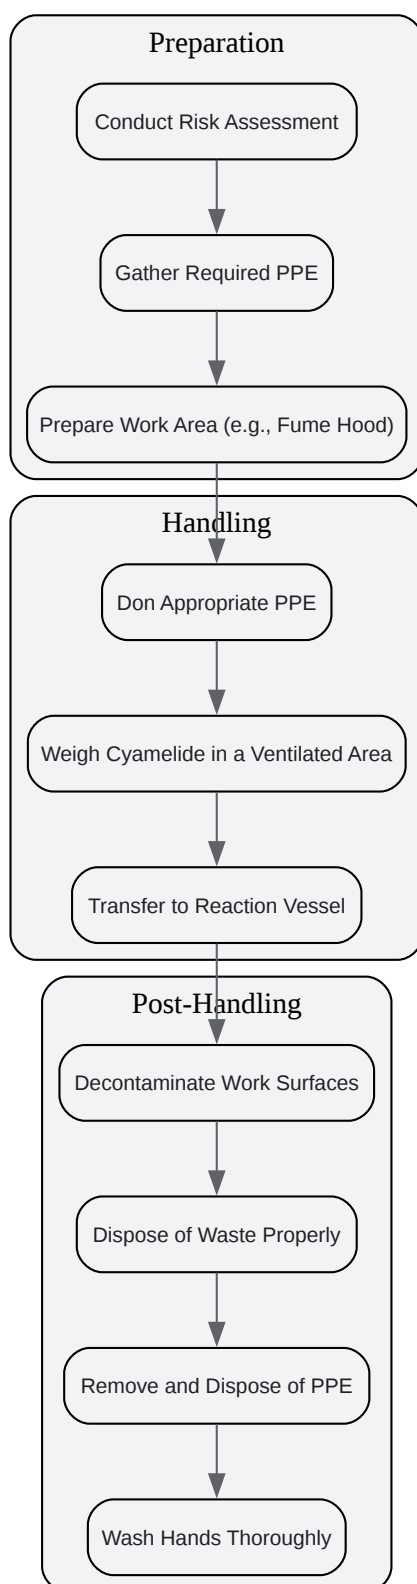 Preparation
Conduct Risk Assessment
Gather Required PPE
Prepare Work Area (e.g., Fume Hood)
Handling
Don Appropriate PPE
Weigh Cyamelide in a Ventilated Area
Transfer to Reaction Vessel
Post-Handling
Decontaminate Work Surfaces
Dispose of Waste Properly
Remove and Dispose of PPE
Wash Hands Thoroughly